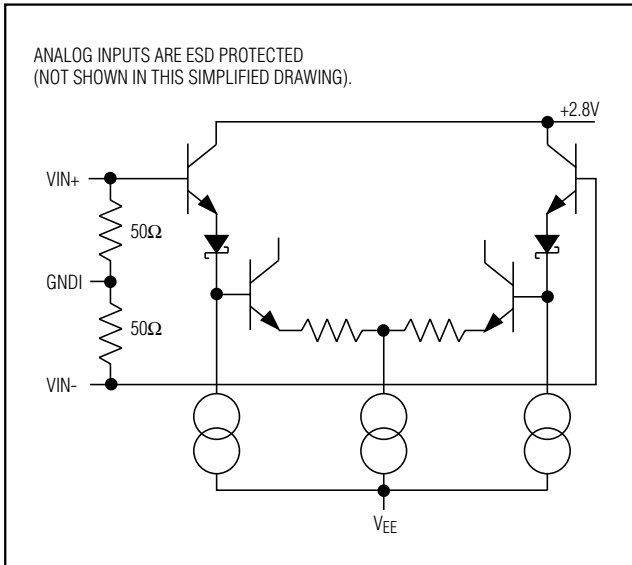 ANALOG INPUTS ARE ESD PROTECTED
(NOT SHOWN IN THIS SIMPLIFIED DRAWING).
+2.8V
VIN+
50Ω
GNDI
50Ω
VIN-
VEE